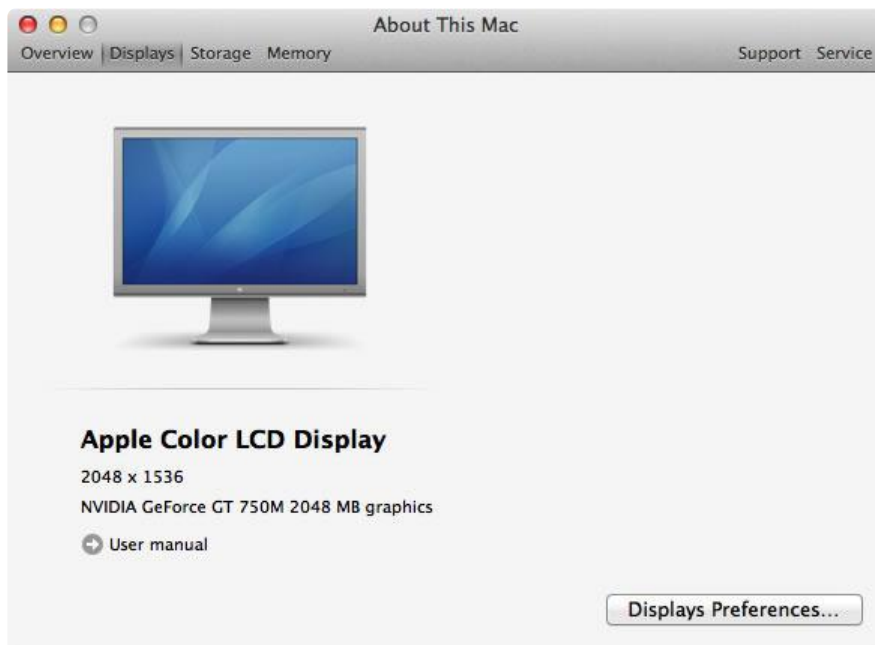 About This Mac
Overview Displays Storage Memory Support Service
Apple Color LCD Display
2048 x 1536
NVIDIA GeForce GT 750M 2048 MB graphics
User manual
Displays Preferences...